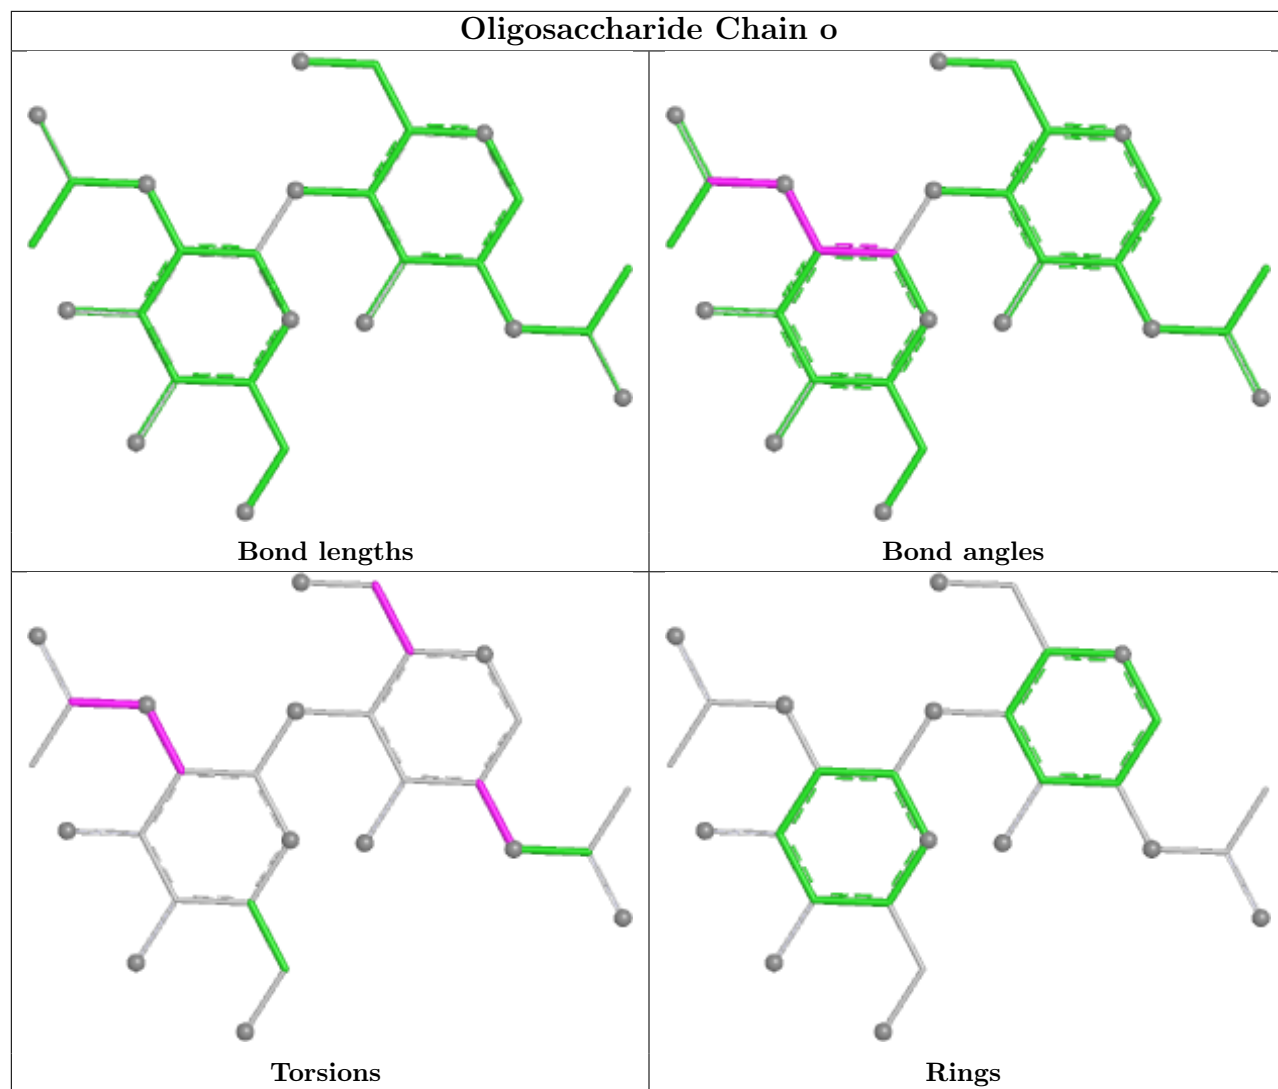 Oligosaccharide Chain o
Bond lengths
Bond angles
Torsions
Rings